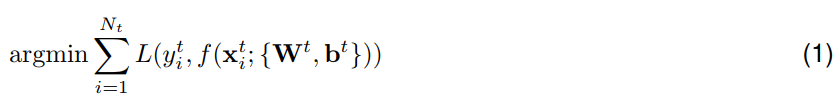 argmin \sum_{i=1}^{N_t} L(y_i^t, f(\mathbf{x}_i^t; \{\mathbf{W}^t, \mathbf{b}^t\})) (1)